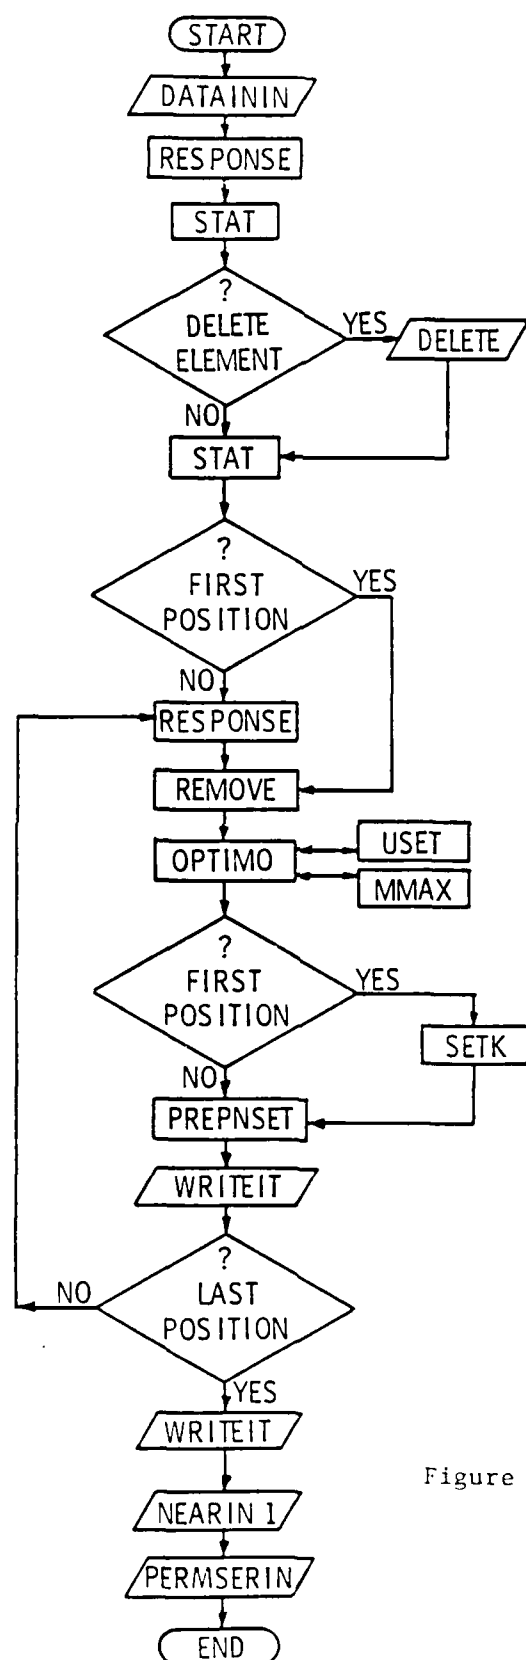 START
DATAININ
RESPONSE
STAT
?
DELETE
ELEMENT
YES
DELETE
NO
STAT
?
FIRST
POSITION
YES
NO
RESPONSE
REMOVE
OPTIMO
USET
MMAX
?
FIRST
POSITION
YES
SETK
NO
PREPNSET
WRITEIT
?
LAST
POSITION
NO
YES
WRITEIT
Figure
NEARIN 1
PERMSERIN
END